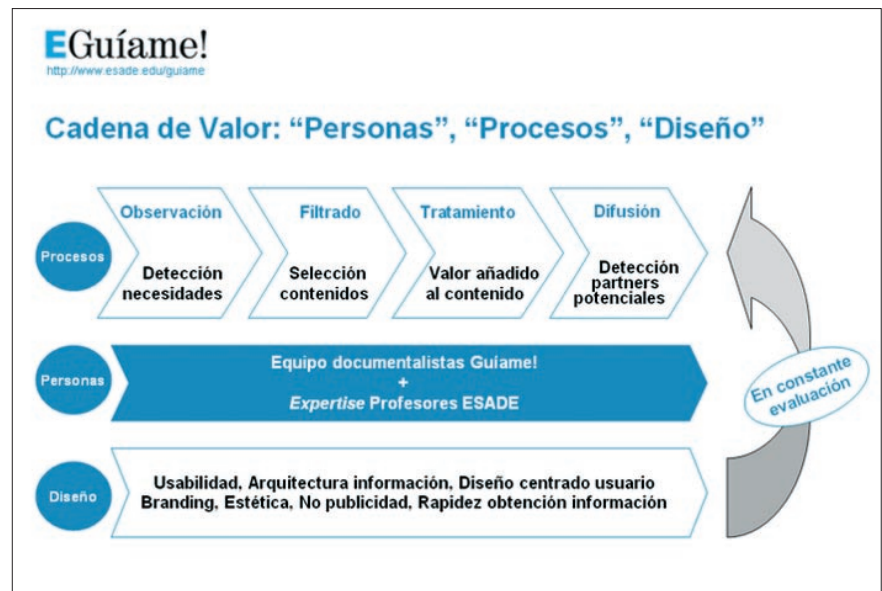 EGuíame!
http://www.esade.edu/guiame
Cadena de Valor: “Personas”, “Procesos”, “Diseño”
Procesos
Observación
Detección
necesidades
Filtrado
Selección
contenidos
Tratamiento
Valor añadido
al contenido
Difusión
Detección
partners
potenciales
Personas
Equipo documentalistas Guíame!
+
Expertise Profesores ESADE
En constante
evaluación
Diseño
Usabilidad, Arquitectura información, Diseño centrado usuario
Branding, Estética, No publicidad, Rapidez obtención información